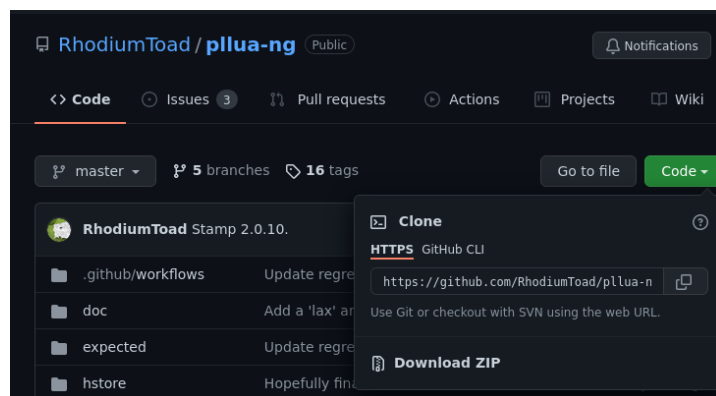 RhodiumToad / pllua-ng Public
Notifications
Code Issues 3 Pull requests Actions Projects Wiki
master 5 branches 16 tags Go to file Code
Clone
RhodiumToad Stamp 2.0.10.
HTTPS GitHub CLI
.github/workflows Update regre
https://github.com/RhodiumToad/pllua-n
doc Add a 'lax' ar
Use Git or checkout with SVN using the web URL.
expected Update regre
Download ZIP
hstore Hopefully fina